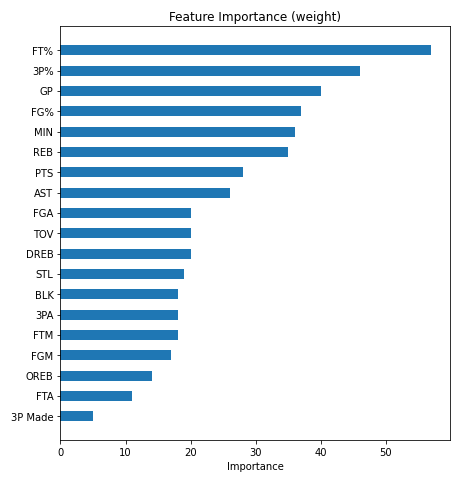 Feature Importance (weight)
FT%
3P%
GP
FG%
MIN
REB
PTS
AST
FGA
TOV
DREB
STL
BLK
3PA
FTM
FGM
OREB
FTA
3P Made
0 10 20 30 40 50
Importance